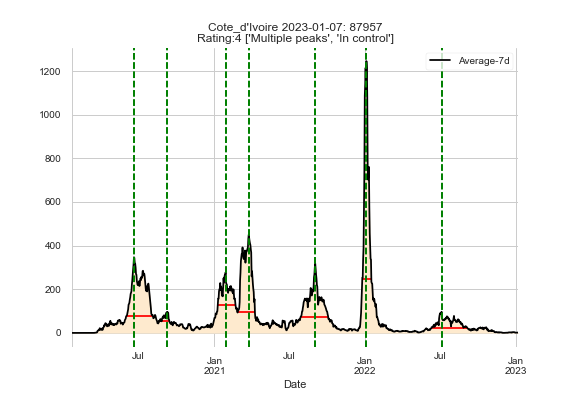 Cote_d'Ivoire 2023-01-07: 87957
Rating:4 ['Multiple peaks', 'In control']
Average-7d
1200
1000
800
600
400
200
0
Jul
Jan
2021
Jul
Jan
2022
Jul
Jan
2023
Date